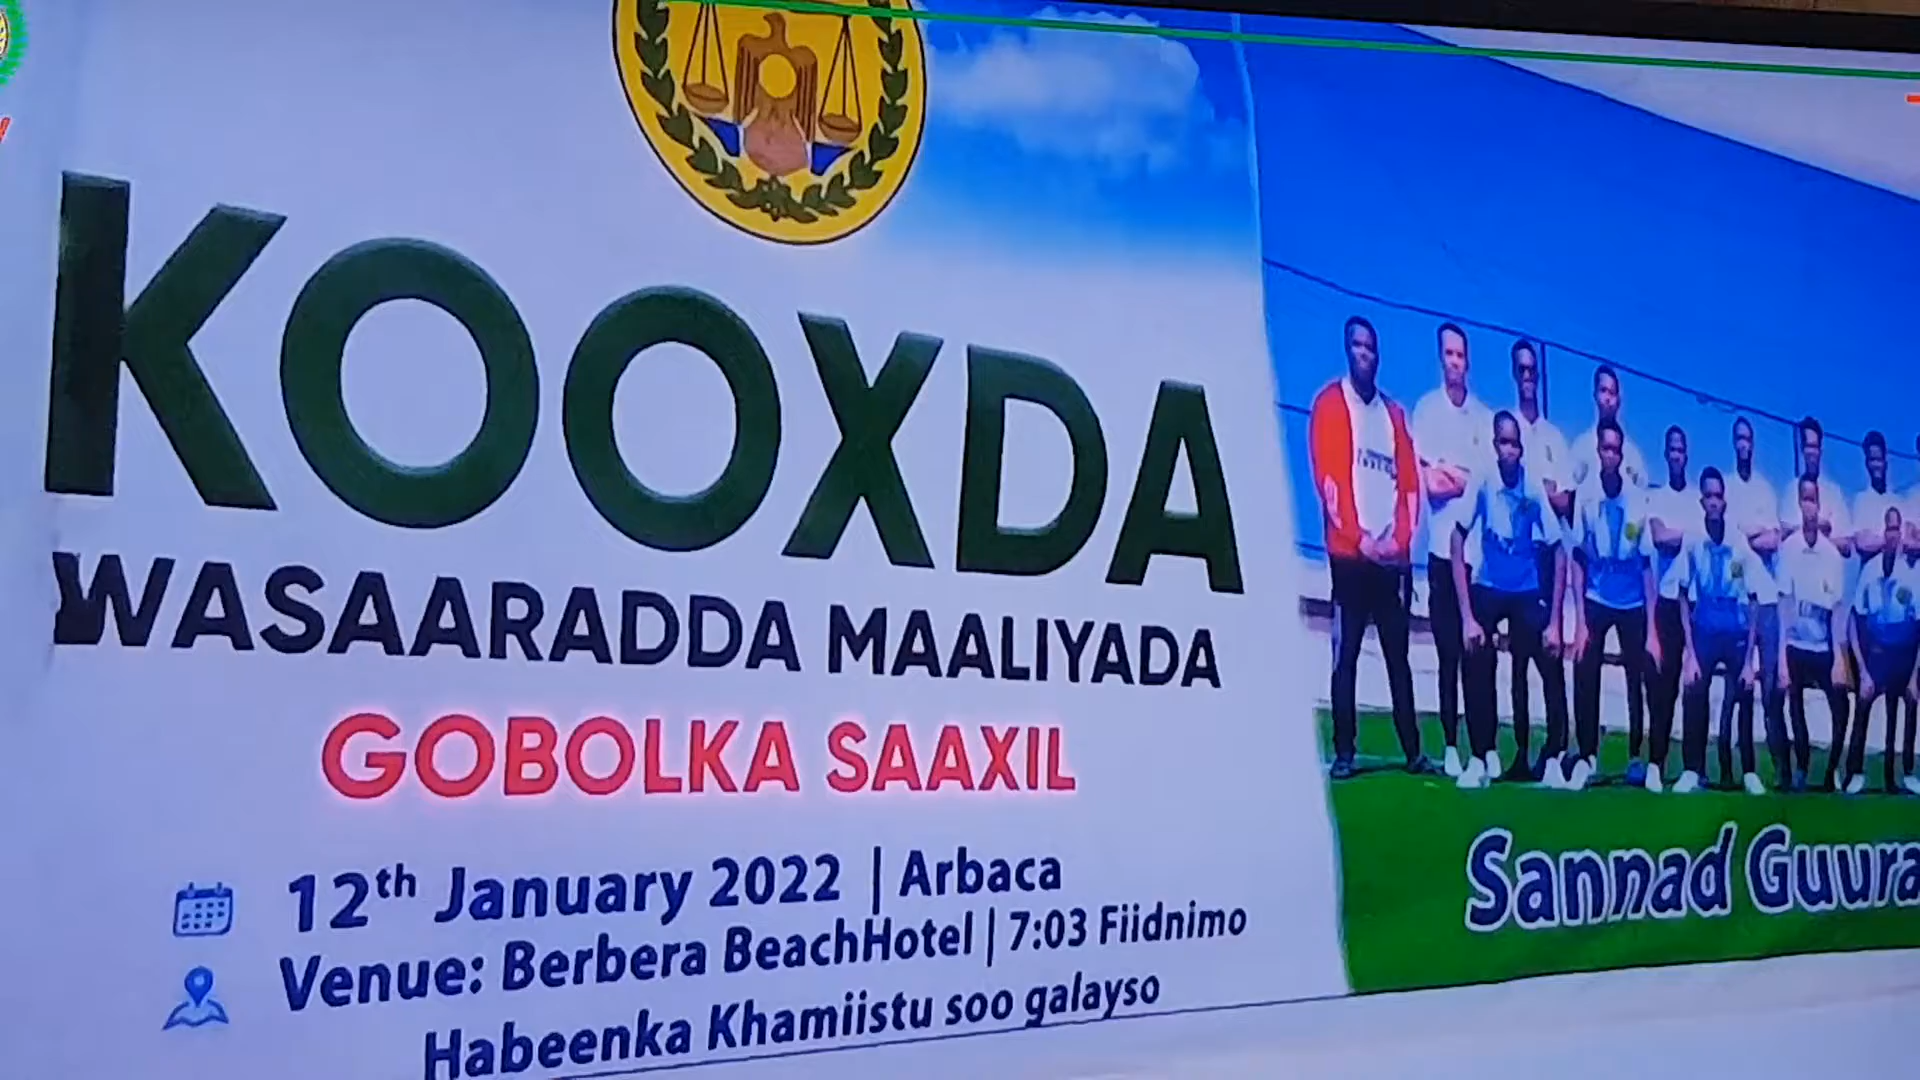 KOOXDA
WASAARADDA MAALIYADA
GOBOLKA SAAXIL
12th January 2022 | Arbaca
Venue: Berbera BeachHotel | 7:03 Fiidnimo
Habeenka Khamiistu soo galayso
Sannad Guura